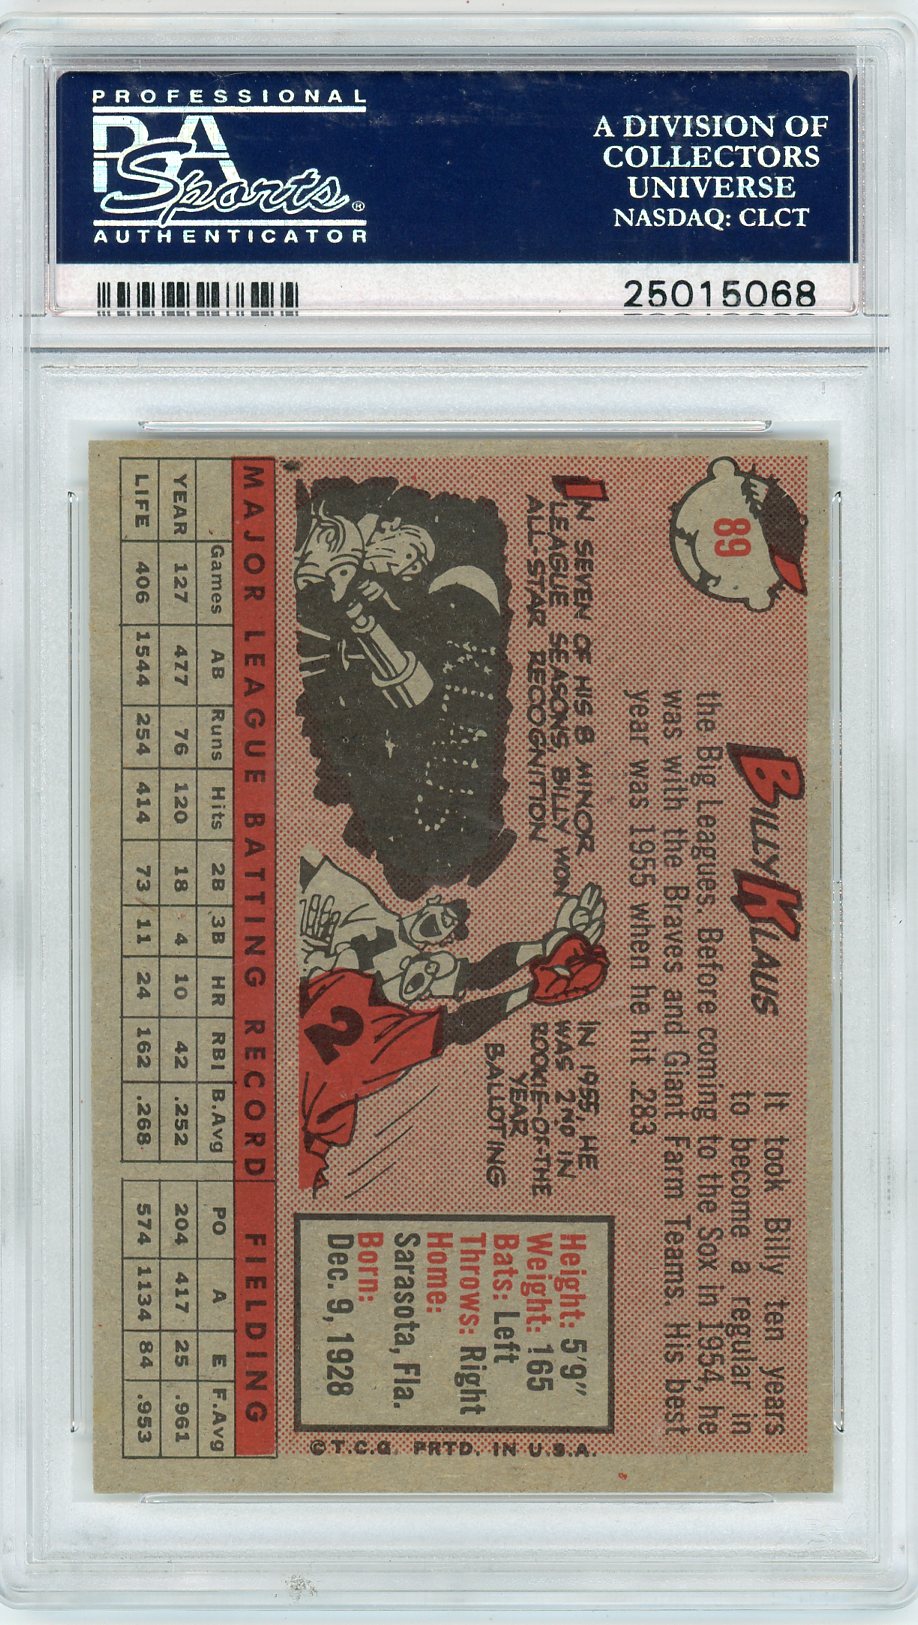 PROFESSIONAL
PSA
Sports®
AUTHENTICATOR
A DIVISION OF
COLLECTORS
UNIVERSE
NASDAQ: CLCT
25015068
89
BILLY KLAUS
It took Billy ten years
to become a regular in
the Big Leagues. Before coming to the Sox in 1954, he
was with the Braves and Giant Farm Teams. His best
year was 1955 when he hit .283.
IN SEVEN OF HIS 8 MINOR
LEAGUE SEASONS, BILLY WON
ALL-STAR RECOGNITION
IN 1955, HE
WAS 2ND IN
ROOKIE-OF-THE
YEAR
BALLOTING
2
Height: 5'9"
Weight: 165
Bats: Left
Throws: Right
Home:
Sarasota, Fla.
Born:
Dec. 9, 1928
©T.C.G. PRTD. IN U.S.A.
MAJOR LEAGUE BATTING RECORD FIELDING
Games AB Runs Hits 2B 3B HR RBI B.Avg PO A E F.Avg
YEAR 127 477 76 120 18 4 10 42 .252 204 417 25 .961
LIFE 406 1544 254 414 73 11 24 162 .268 574 1134 84 .953